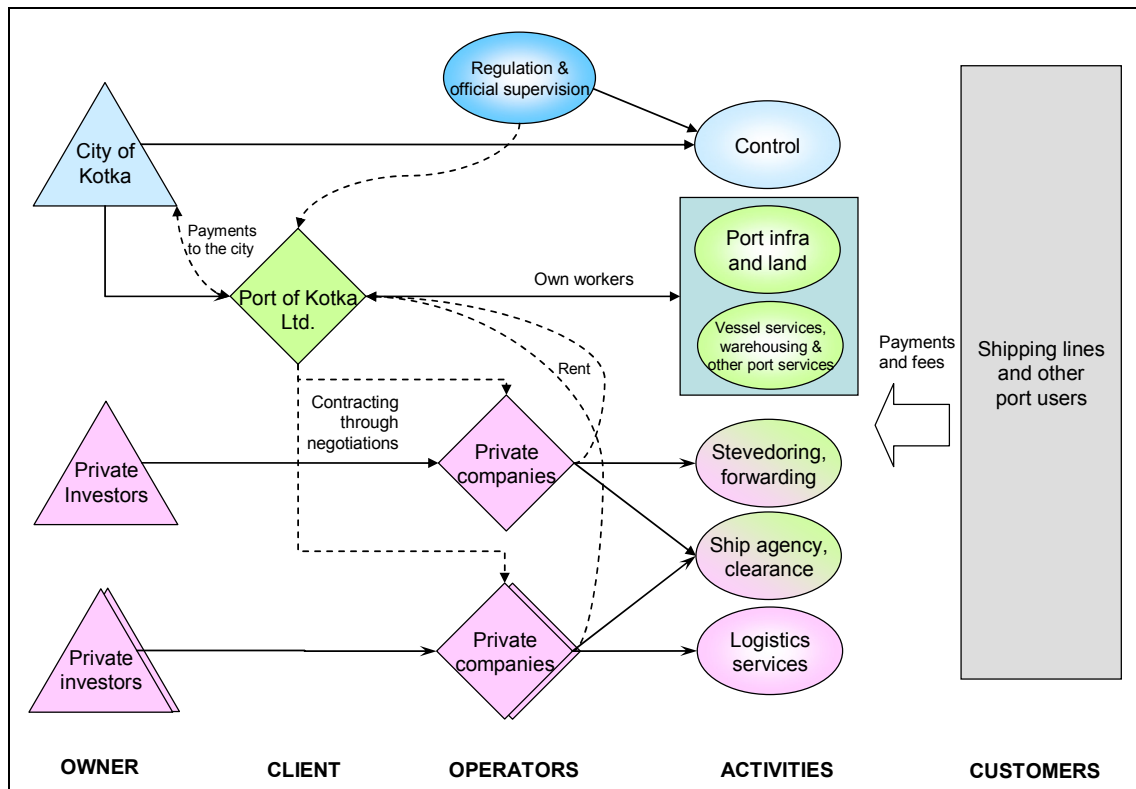 Regulation &
official supervision
City of
Kotka
Control
Payments
to the city
Port infra
and land
Own workers
Port of Kotka
Ltd.
Vessel services,
warehousing &
other port services
Payments
and fees
Shipping lines
and other
port users
Rent
Contracting
through
negotiations
Private
Investors
Private
companies
Stevedoring,
forwarding
Ship agency,
clearance
Private
investors
Private
companies
Logistics
services
OWNER
CLIENT
OPERATORS
ACTIVITIES
CUSTOMERS